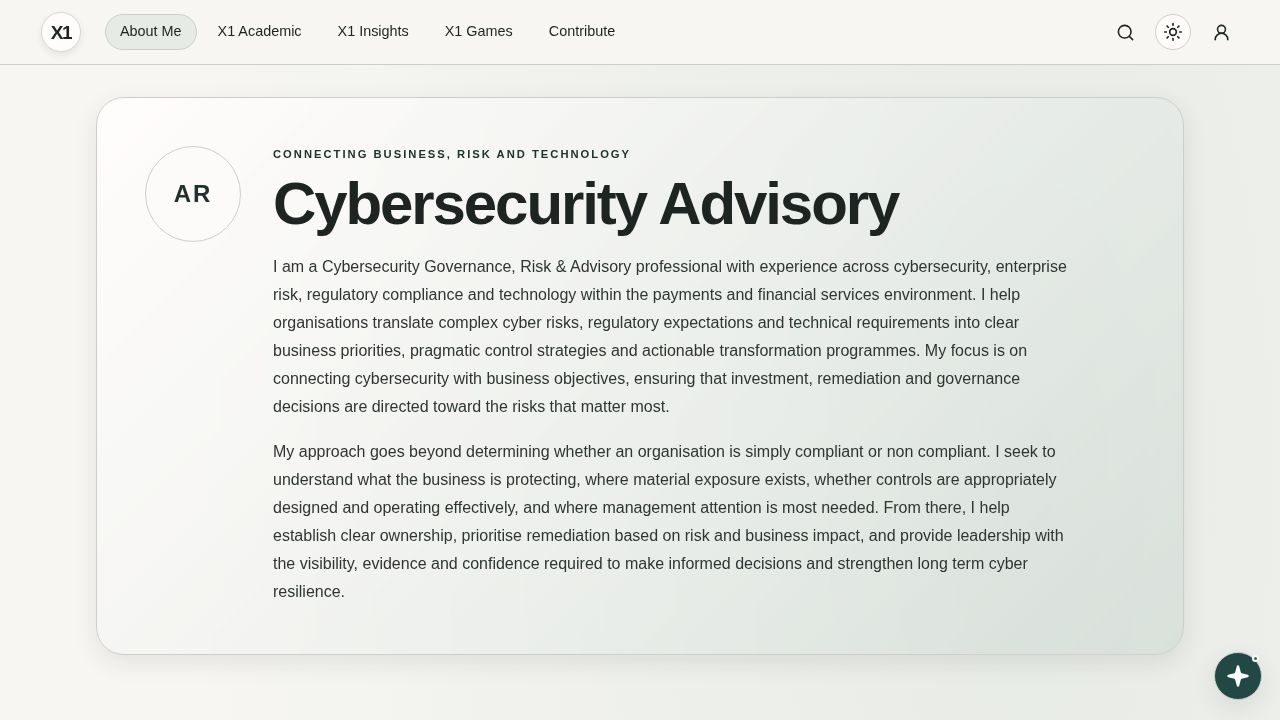 X1
About Me
X1 Academic
X1 Insights
X1 Games
Contribute
AR
CONNECTING BUSINESS, RISK AND TECHNOLOGY
Cybersecurity Advisory
I am a Cybersecurity Governance, Risk & Advisory professional with experience across cybersecurity, enterprise
risk, regulatory compliance and technology within the payments and financial services environment. I help
organisations translate complex cyber risks, regulatory expectations and technical requirements into clear
business priorities, pragmatic control strategies and actionable transformation programmes. My focus is on
connecting cybersecurity with business objectives, ensuring that investment, remediation and governance
decisions are directed toward the risks that matter most.
My approach goes beyond determining whether an organisation is simply compliant or non compliant. I seek to
understand what the business is protecting, where material exposure exists, whether controls are appropriately
designed and operating effectively, and where management attention is most needed. From there, I help
establish clear ownership, prioritise remediation based on risk and business impact, and provide leadership with
the visibility, evidence and confidence required to make informed decisions and strengthen long term cyber
resilience.